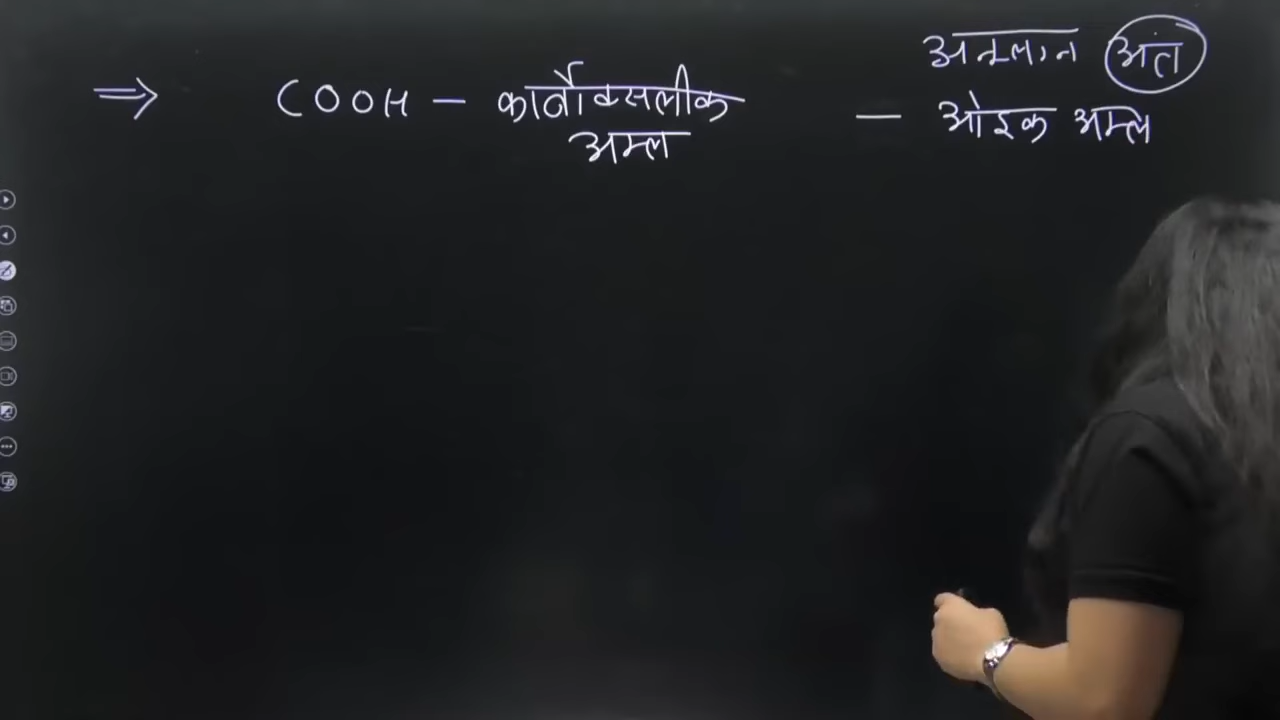 अनुलग्न अंत
⇒ COOH - कार्बोक्सलीक - ओइक अम्ल
अम्ल